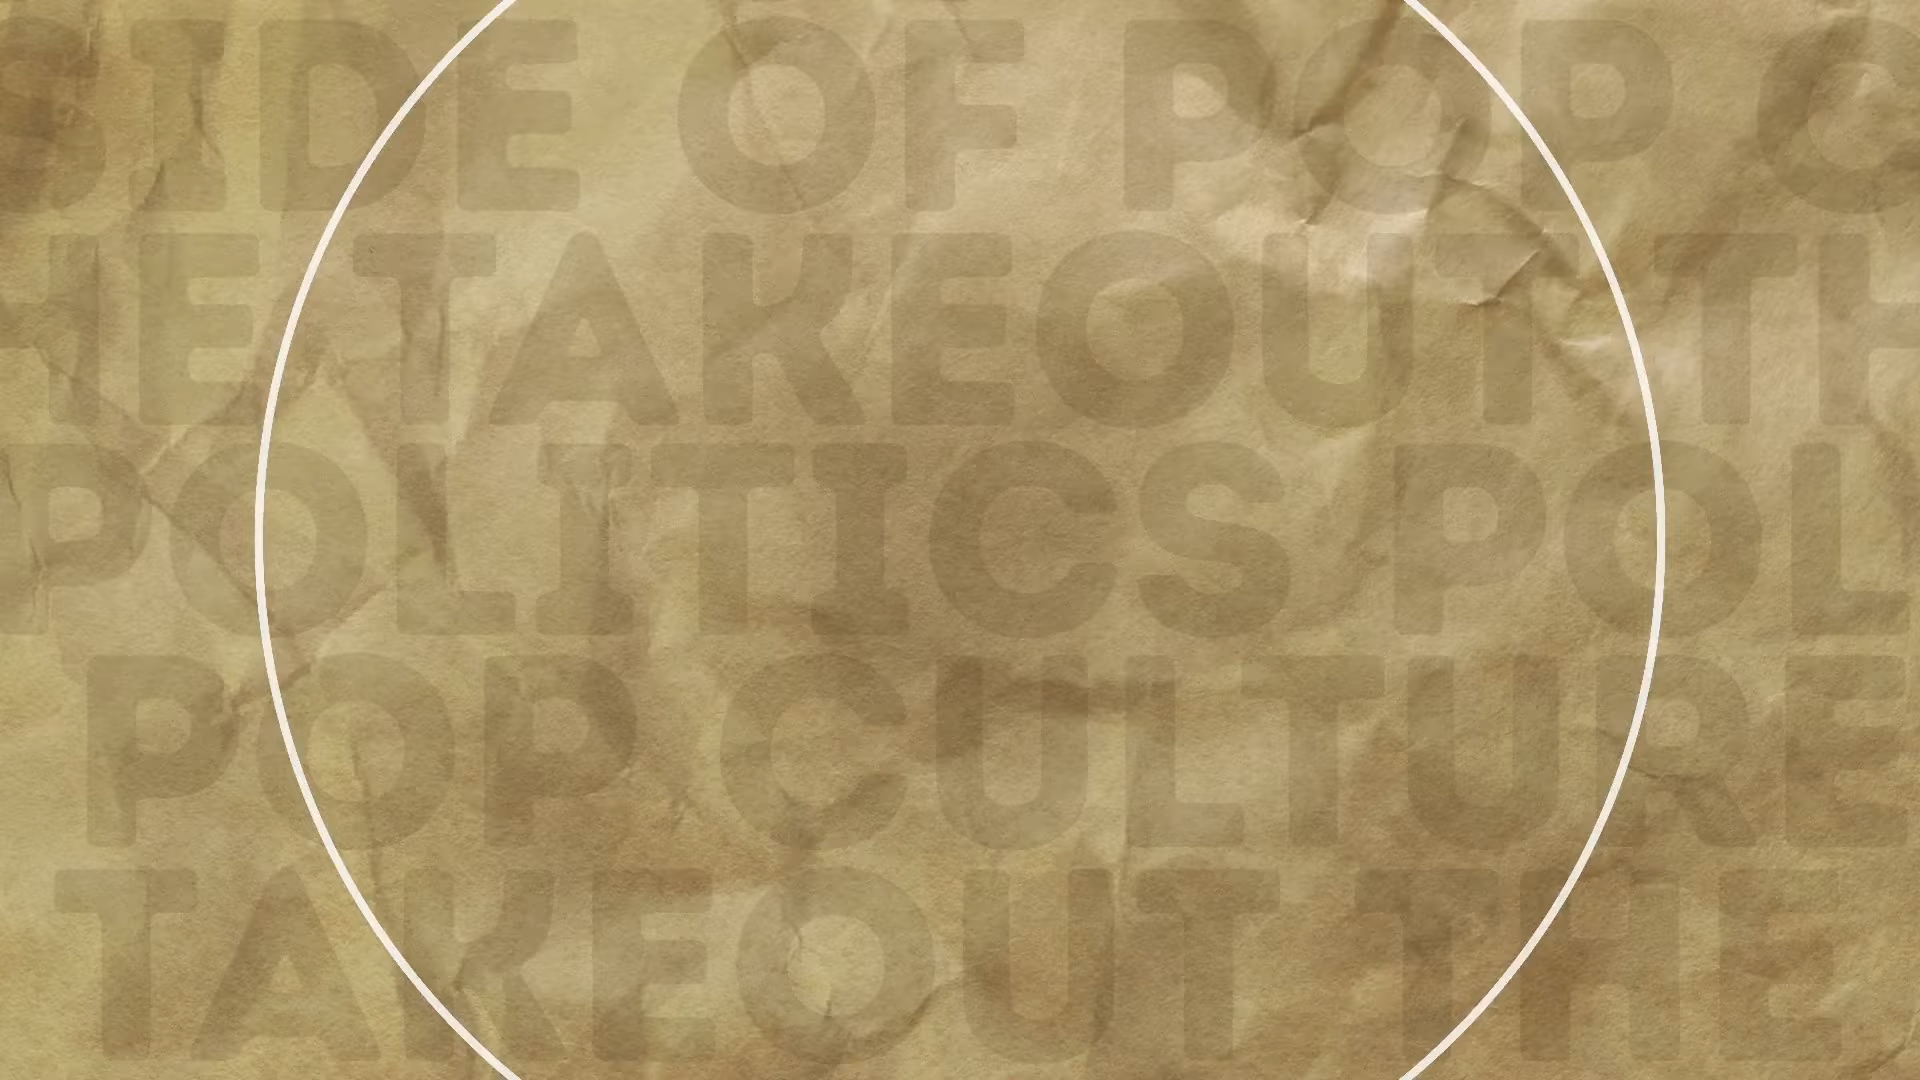 SIDE OF POP C
HE TAKEOUT TH
POLITICS POL
POP CULTURE
TAKEOUT THE